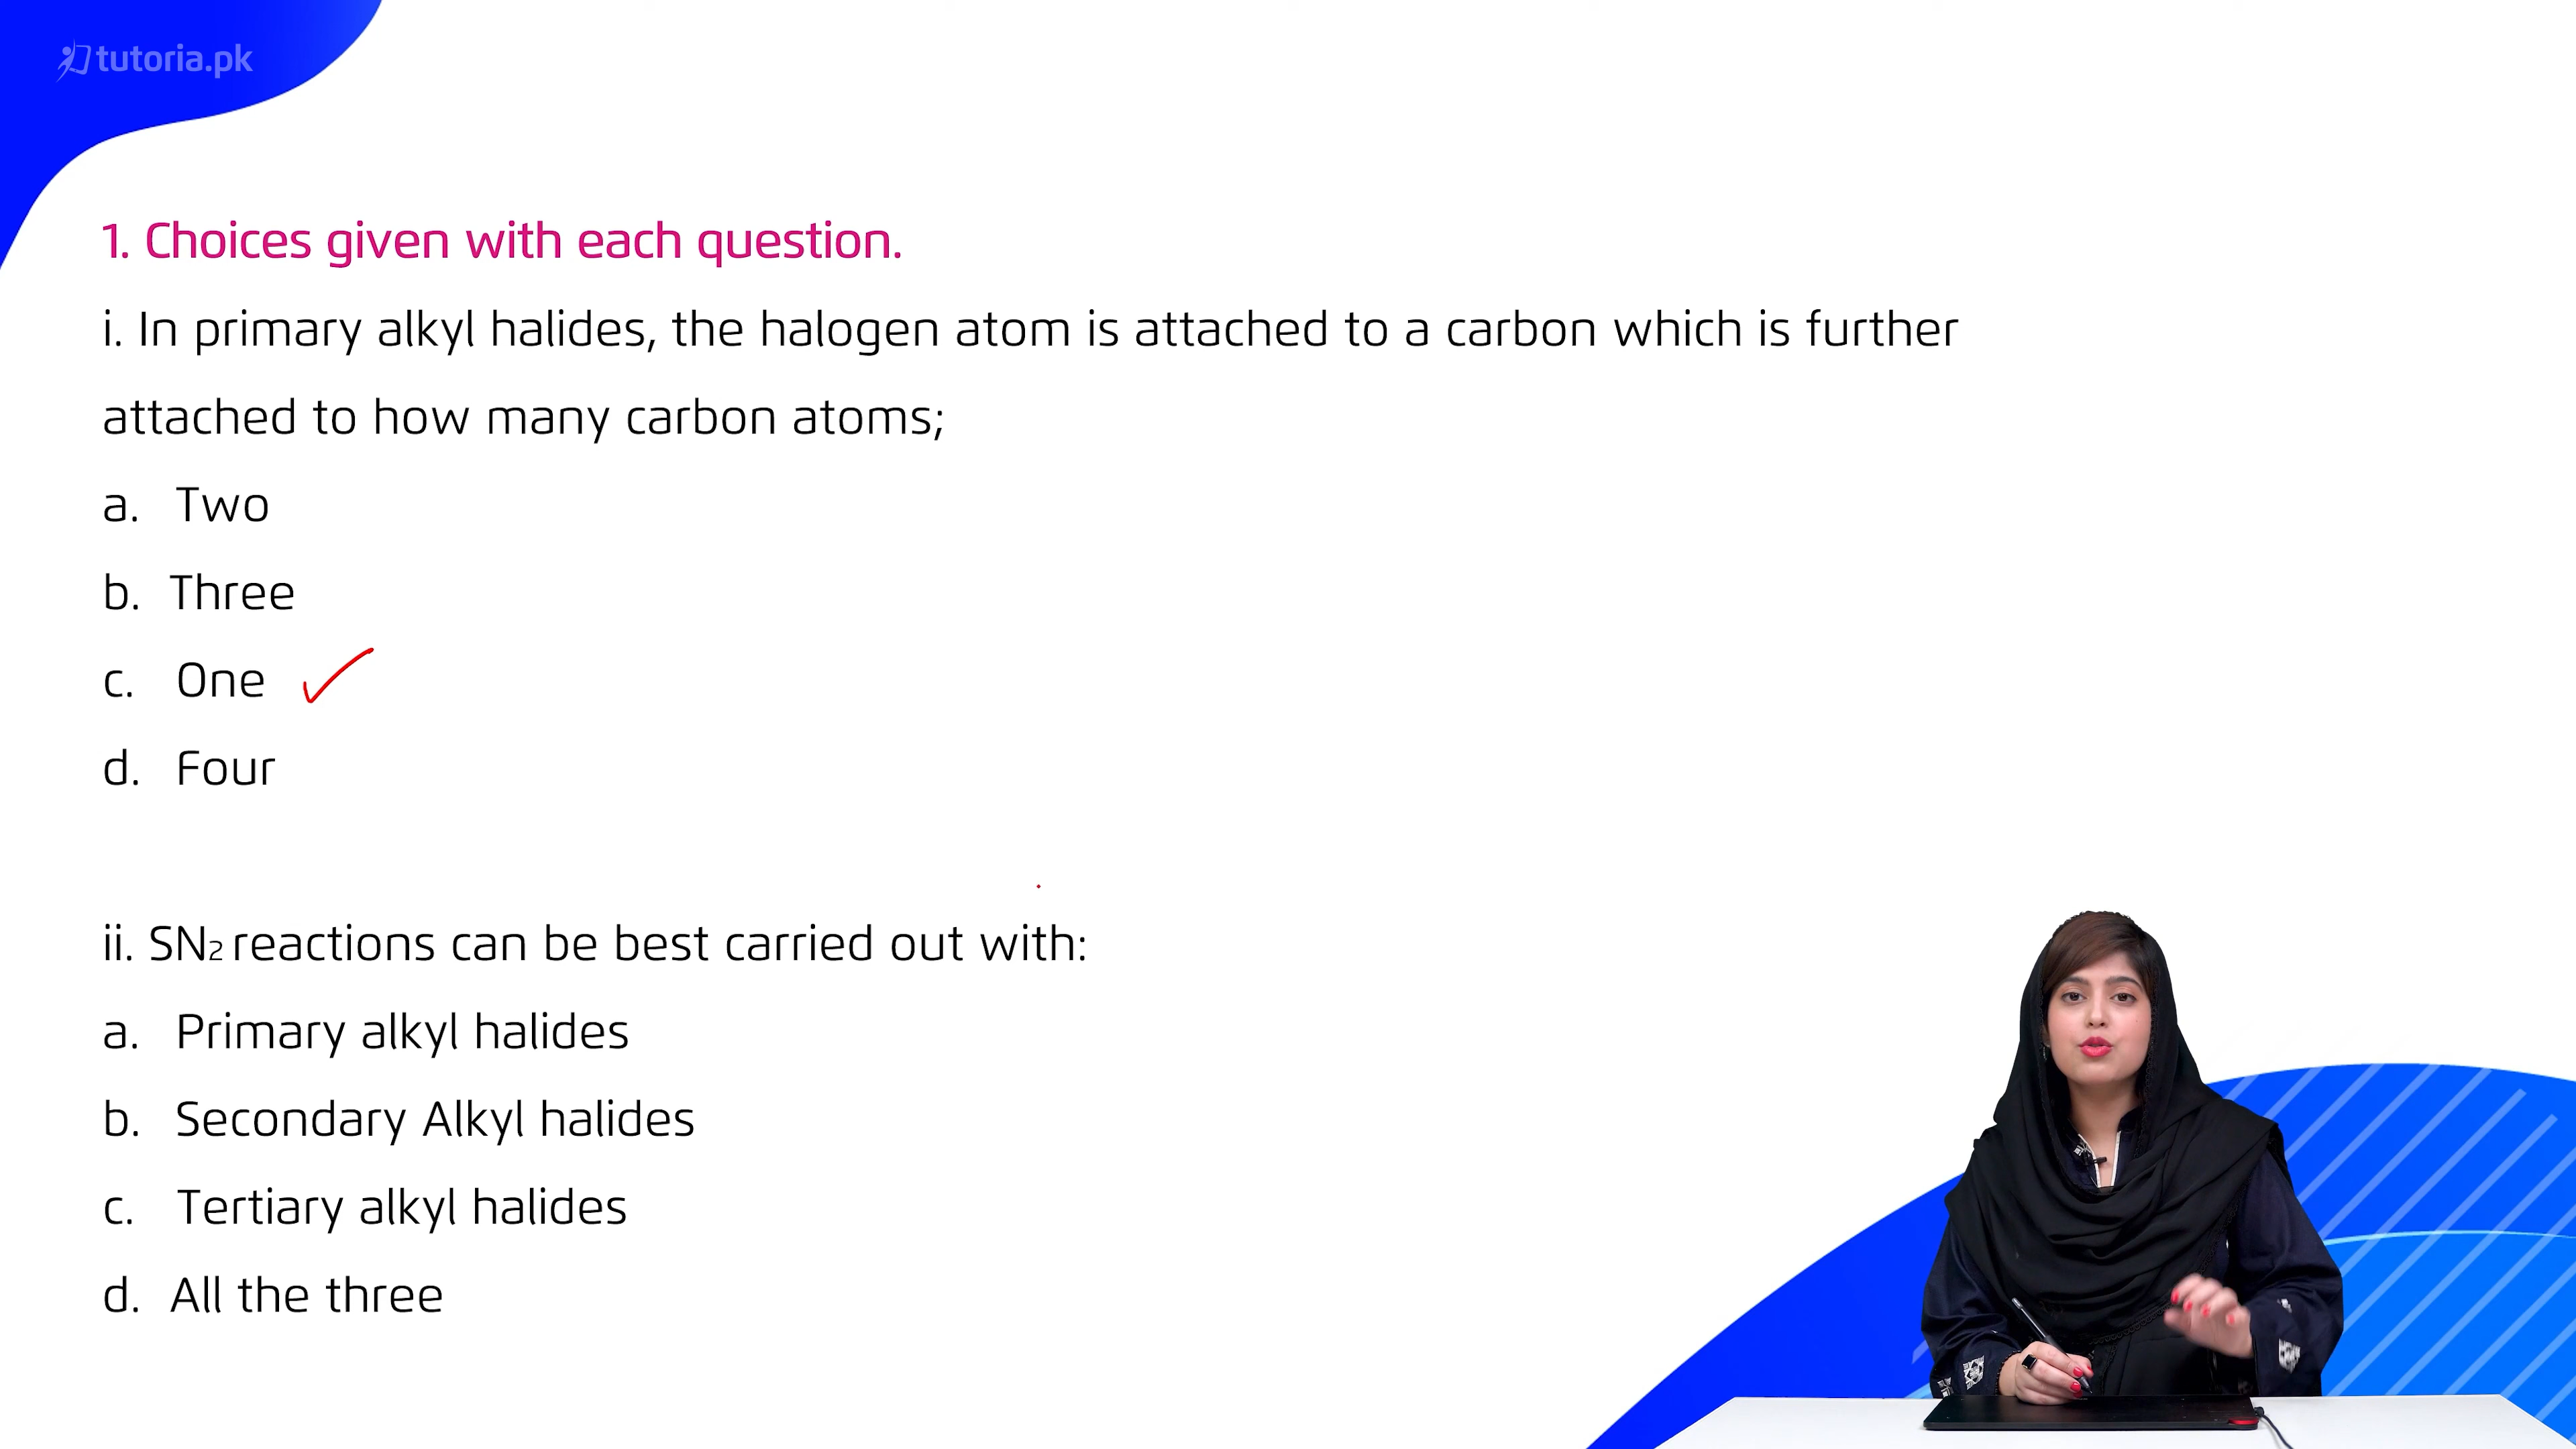 tutoria.pk
1. Choices given with each question.
i. In primary alkyl halides, the halogen atom is attached to a carbon which is further
attached to how many carbon atoms;
a. Two
b. Three
c. One
d. Four
ii. SN2 reactions can be best carried out with:
a. Primary alkyl halides
b. Secondary Alkyl halides
c. Tertiary alkyl halides
d. All the three